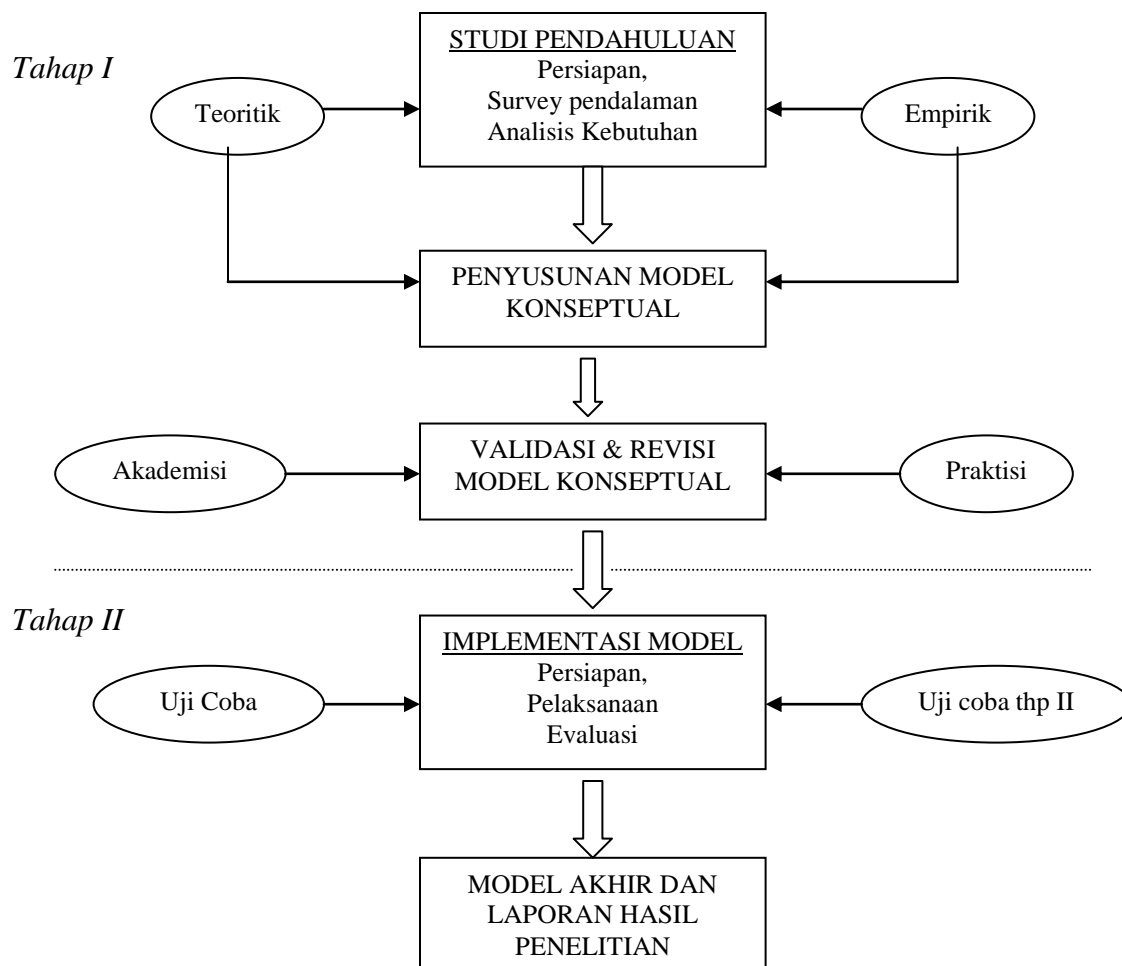 STUDI PENDAHULUAN
Persiapan,
Survey pendalaman
Analisis Kebutuhan
Tahap I
Teoritik
Empirik
PENYUSUNAN MODEL
KONSEPTUAL
VALIDASI & REVISI
MODEL KONSEPTUAL
Akademisi
Praktisi
Tahap II
IMPLEMENTASI MODEL
Persiapan,
Pelaksanaan
Evaluasi
Uji Coba
Uji coba thp II
MODEL AKHIR DAN
LAPORAN HASIL
PENELITIAN